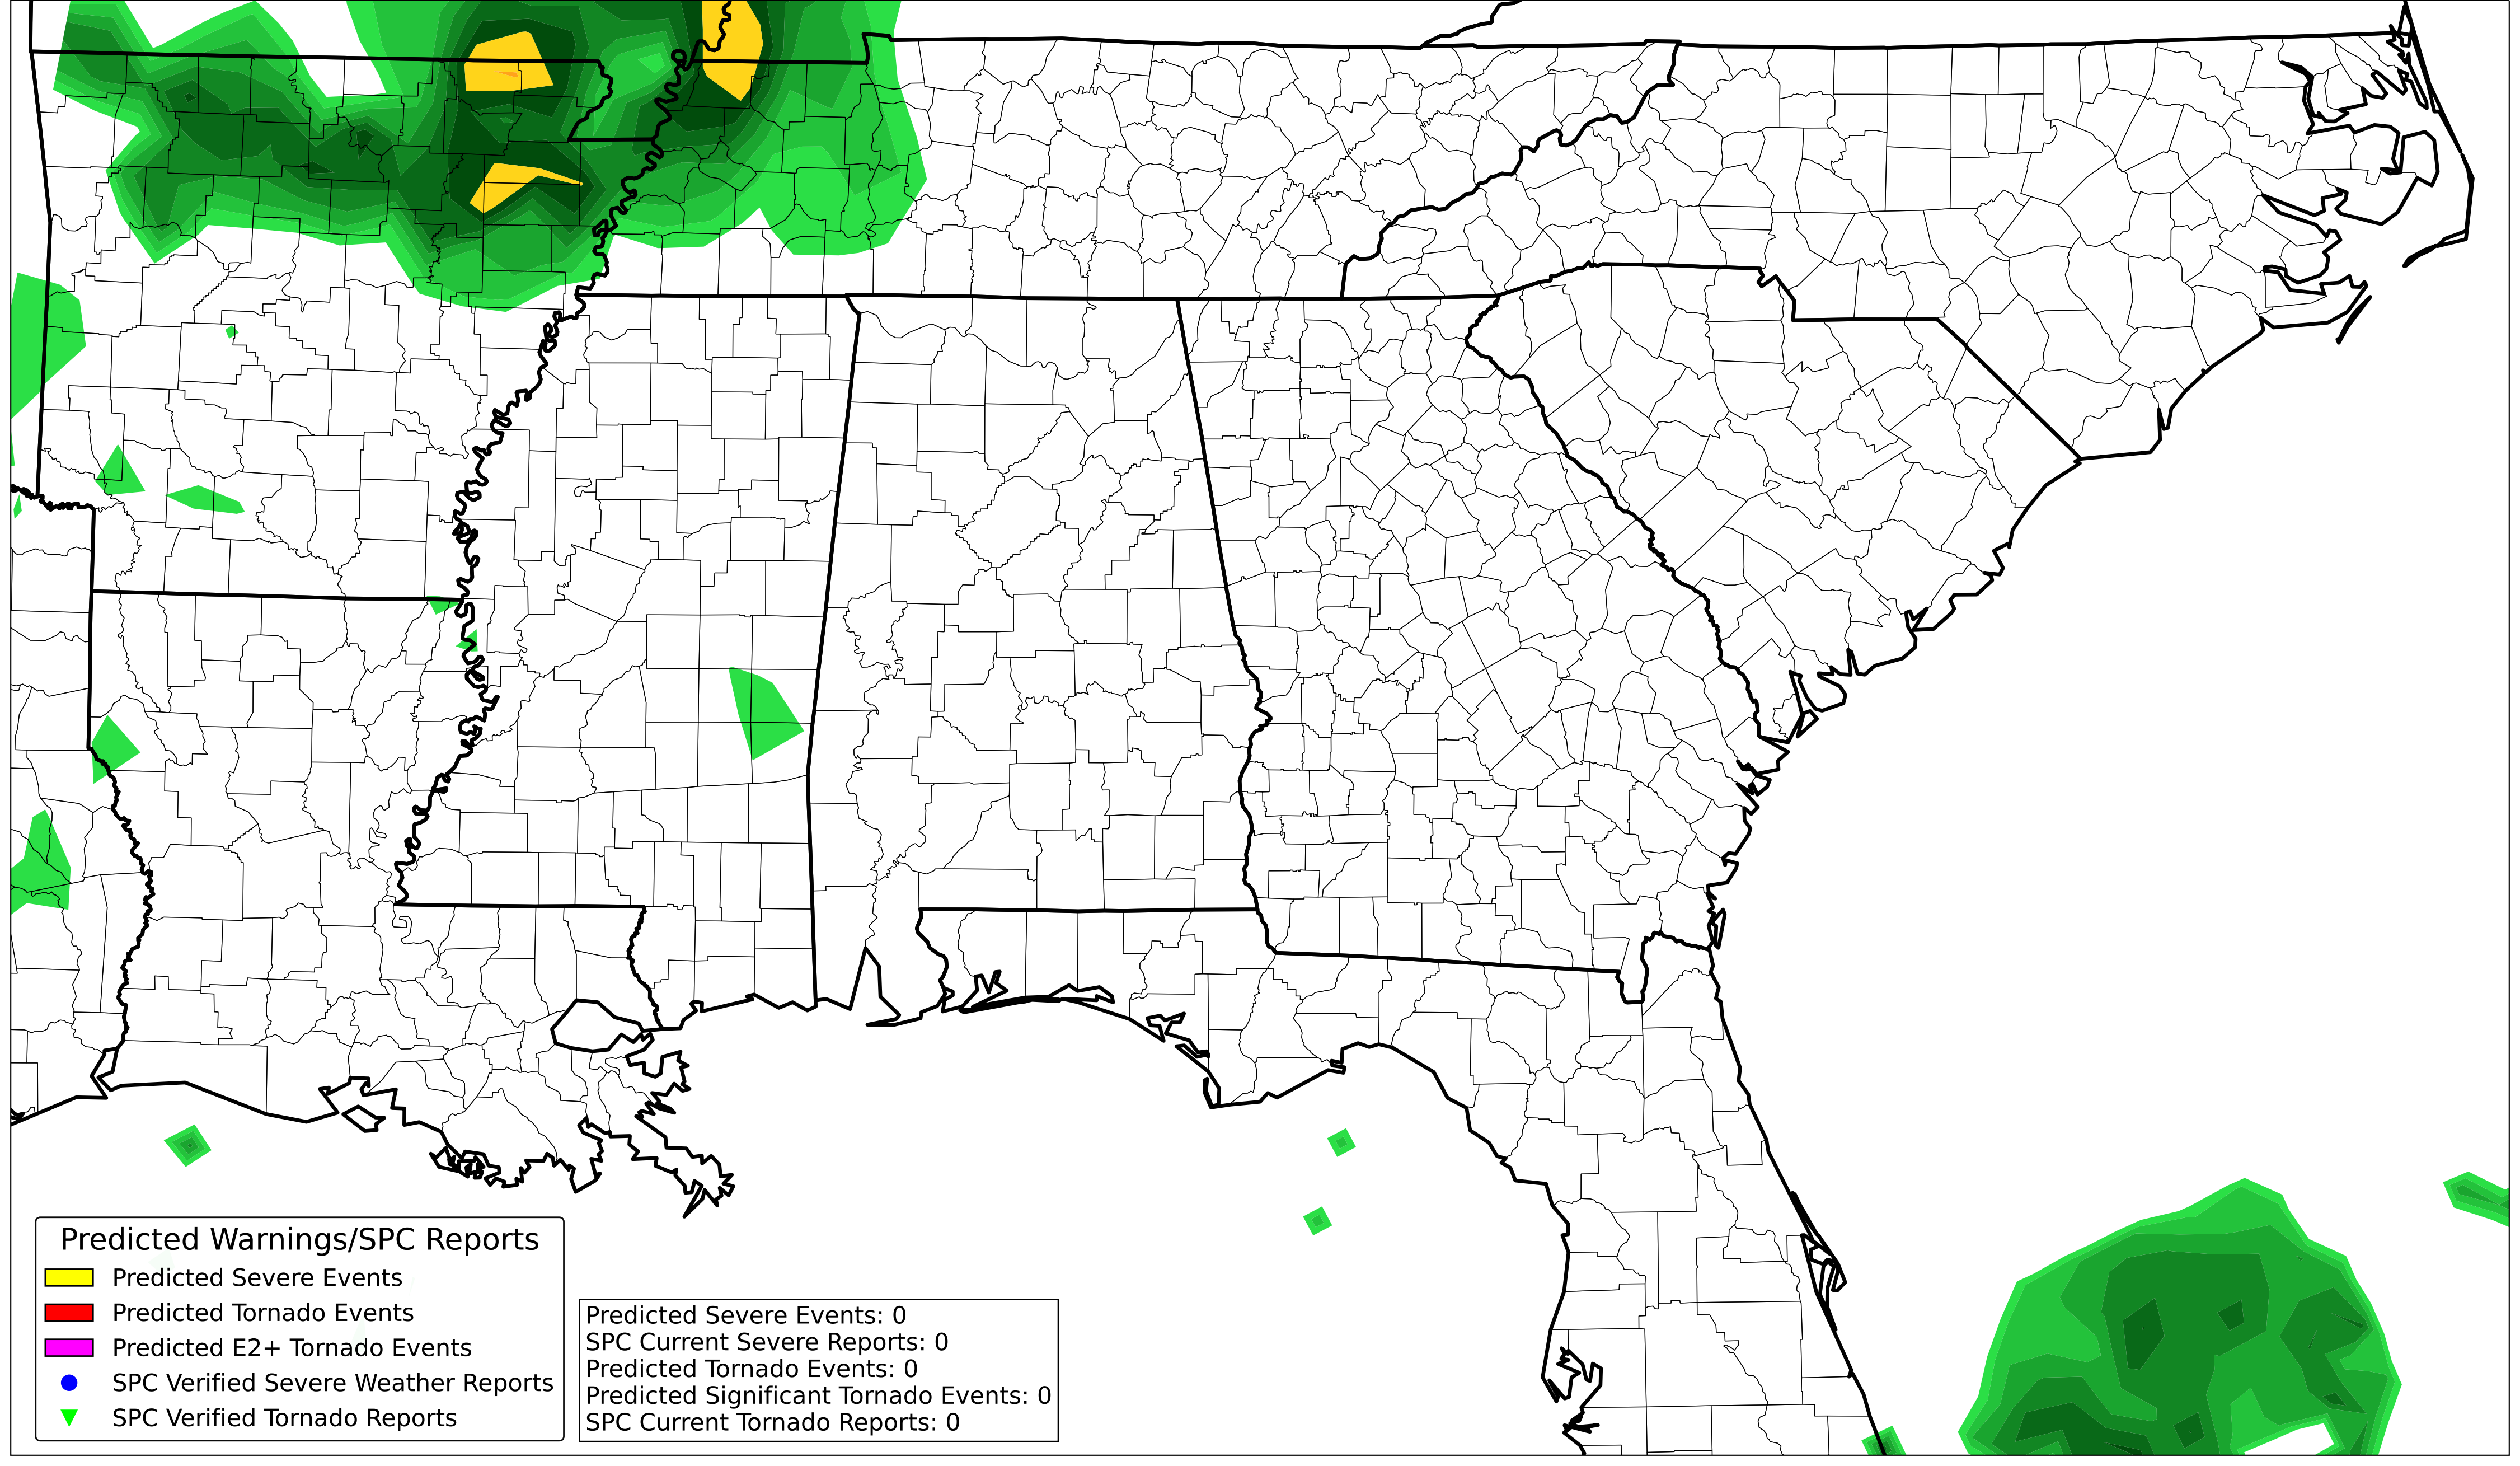 Predicted Warnings/SPC Reports
Predicted Severe Events
Predicted Tornado Events
Predicted E2+ Tornado Events
SPC Verified Severe Weather Reports
SPC Verified Tornado Reports
Predicted Severe Events: 0
SPC Current Severe Reports: 0
Predicted Tornado Events: 0
Predicted Significant Tornado Events: 0
SPC Current Tornado Reports: 0